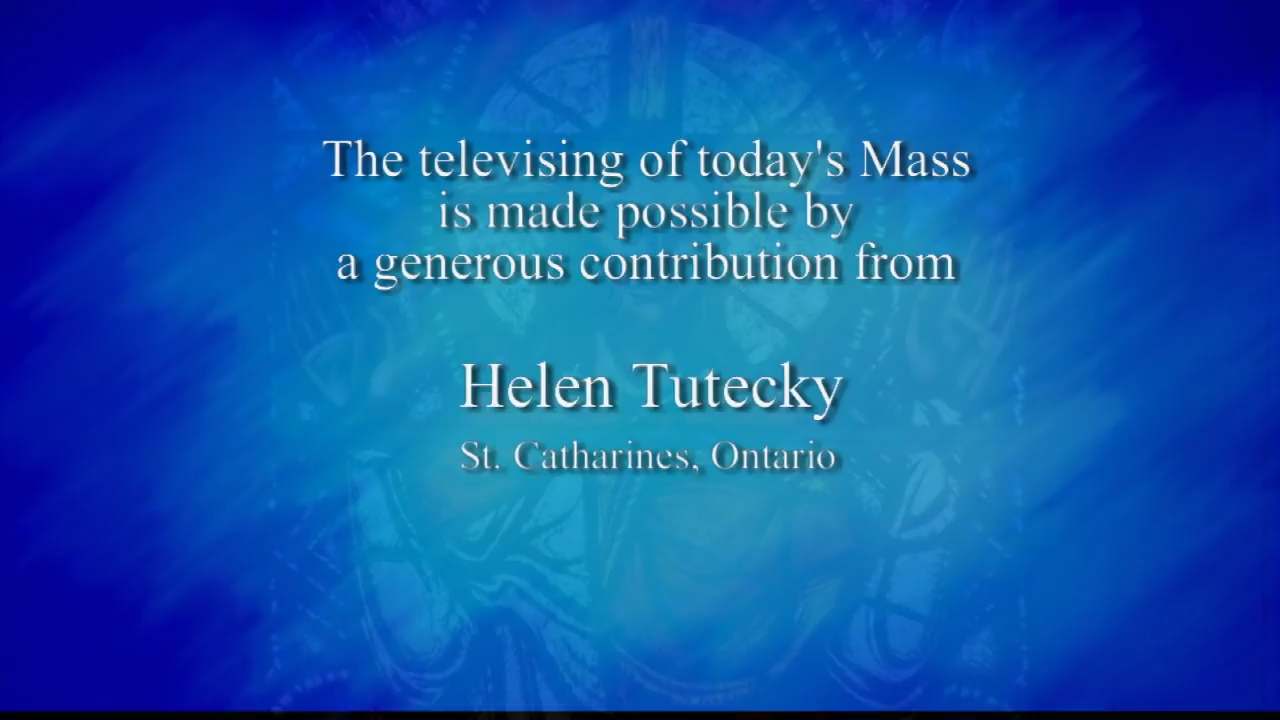 The televising of today's Mass
is made possible by
a generous contribution from
Helen Tutecky
St. Catharines, Ontario